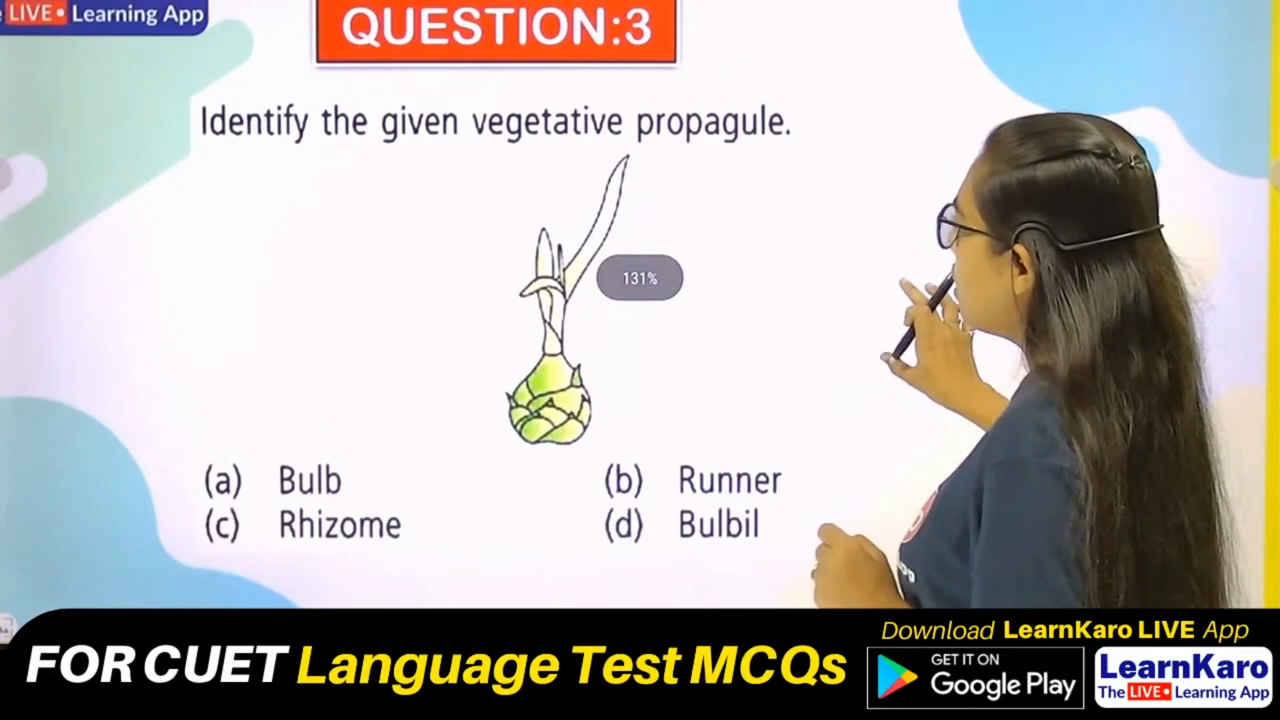 LIVE • Learning App
QUESTION:3
Identify the given vegetative propagule.
131%
(a) Bulb
(b) Runner
(c) Rhizome
(d) Bulbil
FOR CUET Language Test MCQs
Download LearnKaro LIVE App
GET IT ON
Google Play
LearnKaro
The LIVE • Learning App